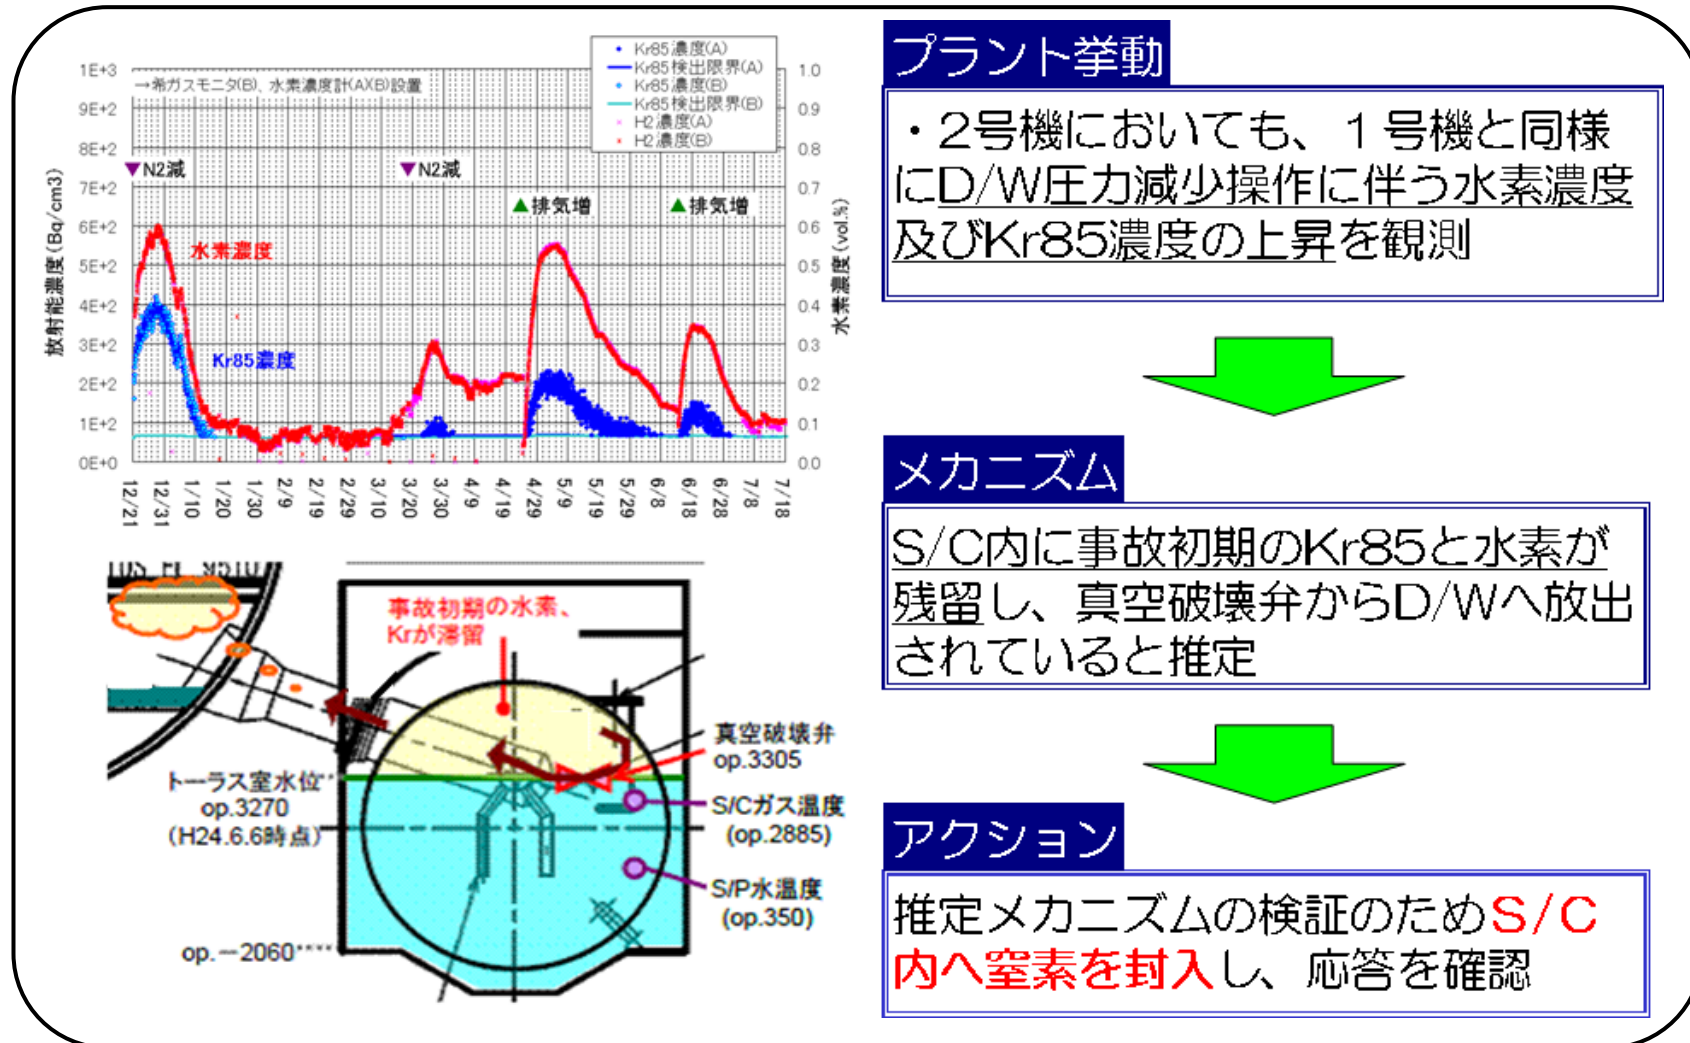 Kr85濃度(A)
Kr85検出限界(A)
Kr85濃度(B)
Kr85検出限界(B)
H2濃度(A)
H2濃度(B)
→希ガスモニタ(B)、水素濃度計(A)(B)設置
▼N2減
▼N2減
▲排気増
▲排気増
水素濃度
Kr85濃度
放射能濃度(Bq/cm3)
1E+3
9E+2
8E+2
7E+2
6E+2
5E+2
4E+2
3E+2
2E+2
1E+2
0E+0
水素濃度(vol.%)
1.0
0.9
0.8
0.7
0.6
0.5
0.4
0.3
0.2
0.1
0.0
12/21
12/31
1/10
1/20
1/30
2/9
2/19
2/29
3/10
3/20
3/30
4/9
4/19
4/29
5/9
5/19
5/29
6/8
6/18
6/28
7/8
7/18
事故初期の水素、
Krが滞留
真空破壊弁
op.3305
トーラス室水位
op.3270
(H24.6.6時点)
S/Cガス温度
(op.2885)
S/P水温度
(op.350)
op.－2060
プラント挙動
・2号機においても、1号機と同様
にD/W圧力減少操作に伴う水素濃度
及びKr85濃度の上昇を観測
メカニズム
S/C内に事故初期のKr85と水素が
残留し、真空破壊弁からD/Wへ放出
されていると推定
アクション
推定メカニズムの検証のためS/C
内へ窒素を封入し、応答を確認